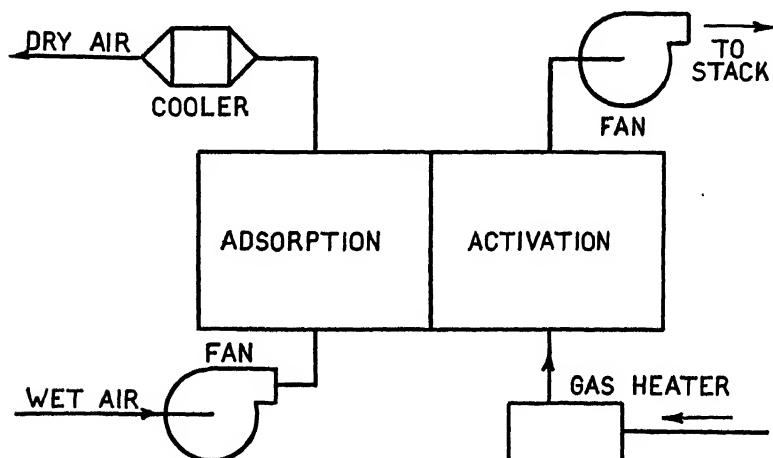 DRY AIR
COOLER
TO
STACK
FAN
ADSORPTION
ACTIVATION
FAN
WET AIR
GAS HEATER